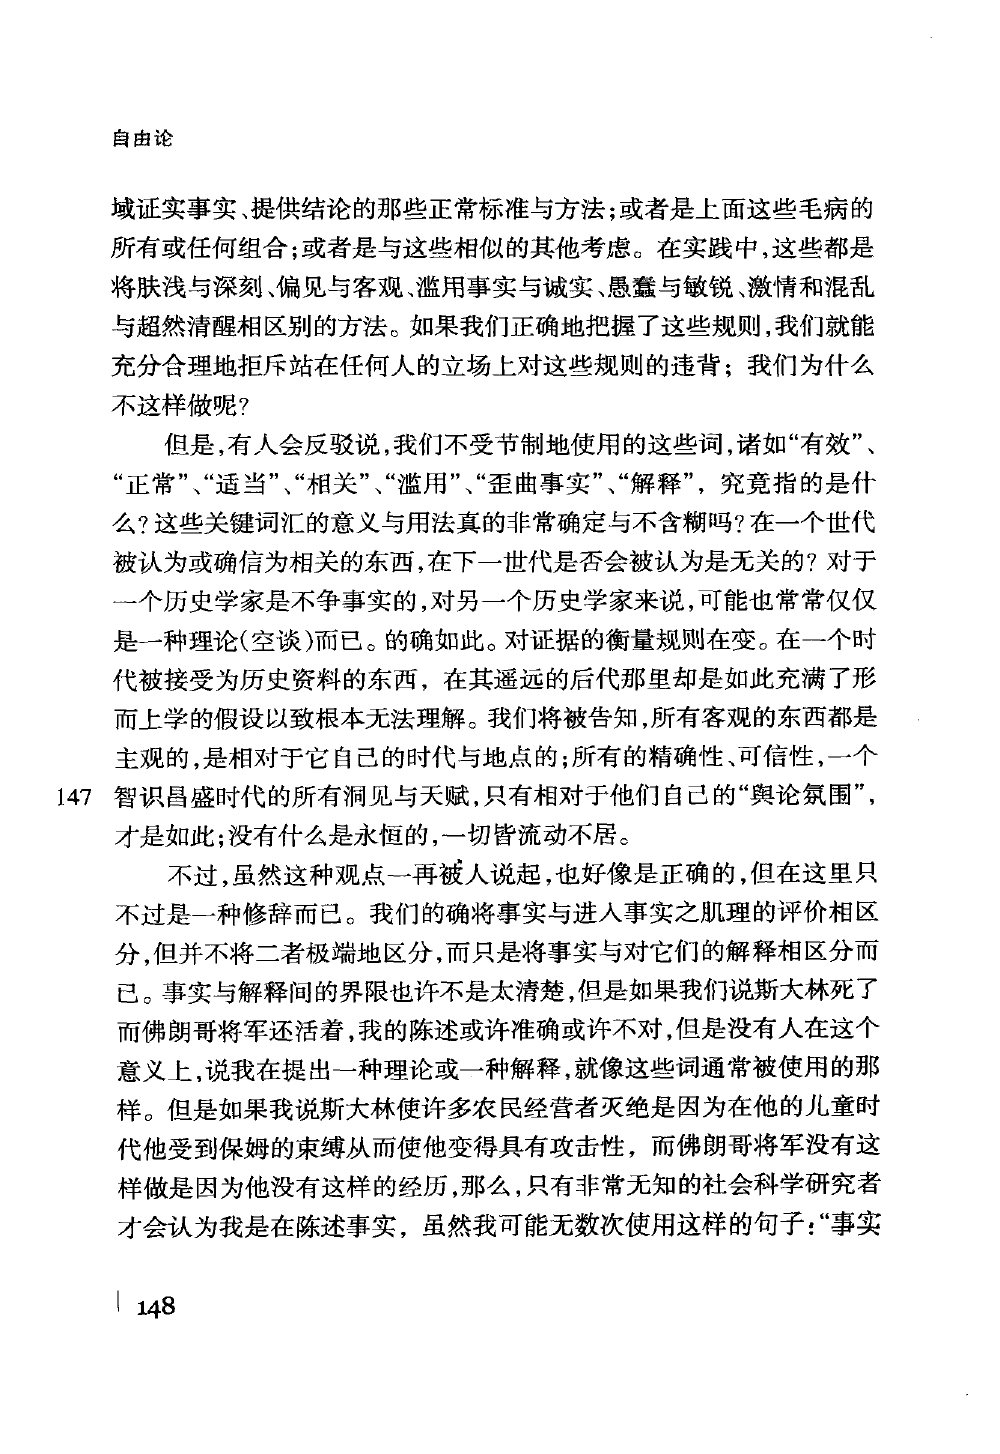 自由论
域证实事实、提供结论的那些正常标准与方法;或者是上面这些毛病的
所有或任何组合;或者是与这些相似的其他考虑。在实践中,这些都是
将肤浅与深刻、偏见与客观、滥用事实与诚实、愚蠢与敏锐、激情和混乱
与超然清醒相区别的方法。如果我们正确地把握了这些规则,我们就能
充分合理地拒斥站在任何人的立场上对这些规则的违背；我们为什么
不这样做呢?
但是,有人会反驳说,我们不受节制地使用的这些词,诸如“有效”、
“正常”、“适当”、“相关”、“滥用”、“歪曲事实”、“解释”，究竟指的是什
么?这些关键词汇的意义与用法真的非常确定与不含糊吗?在一个世代
被认为或确信为相关的东西,在下一世代是否会被认为是无关的? 对于
一个历史学家是不争事实的,对另一个历史学家来说,可能也常常仅仅
是一种理论(空谈)而已。的确如此。对证据的衡量规则在变。在一个时
代被接受为历史资料的东西，在其遥远的后代那里却是如此充满了形
而上学的假设以致根本无法理解。我们将被告知,所有客观的东西都是
主观的,是相对于它自己的时代与地点的;所有的精确性、可信性,一个
147 智识昌盛时代的所有洞见与天赋,只有相对于他们自己的“舆论氛围”,
才是如此;没有什么是永恒的,一切皆流动不居。
不过,虽然这种观点一再被人说起,也好像是正确的,但在这里只
不过是一种修辞而已。我们的确将事实与进入事实之肌理的评价相区
分,但并不将二者极端地区分,而只是将事实与对它们的解释相区分而
已。事实与解释间的界限也许不是太清楚,但是如果我们说斯大林死了
而佛朗哥将军还活着,我的陈述或许准确或许不对,但是没有人在这个
意义上,说我在提出一种理论或一种解释,就像这些词通常被使用的那
样。但是如果我说斯大林使许多农民经营者灭绝是因为在他的儿童时
代他受到保姆的束缚从而使他变得具有攻击性，而佛朗哥将军没有这
样做是因为他没有这样的经历,那么,只有非常无知的社会科学研究者
才会认为我是在陈述事实，虽然我可能无数次使用这样的句子:“事实
148